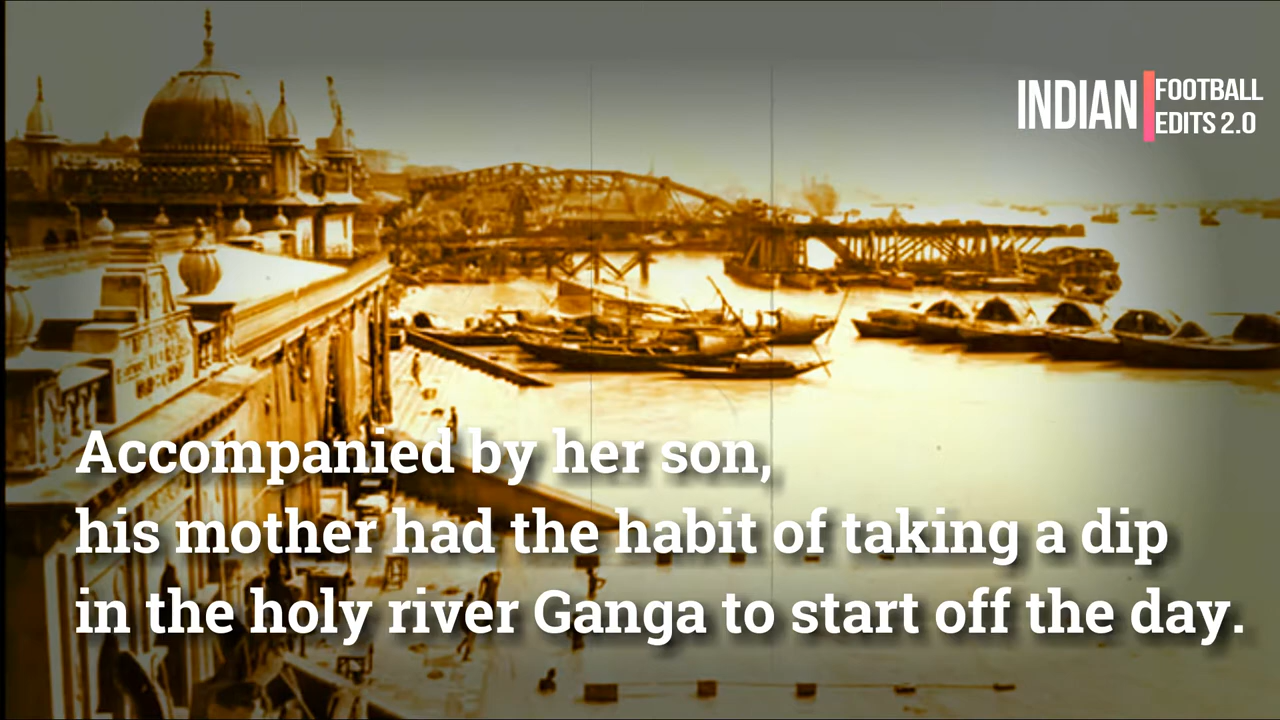 INDIAN
FOOTBALL
EDITS 2.0
Accompanied by her son,
his mother had the habit of taking a dip
in the holy river Ganga to start off the day.